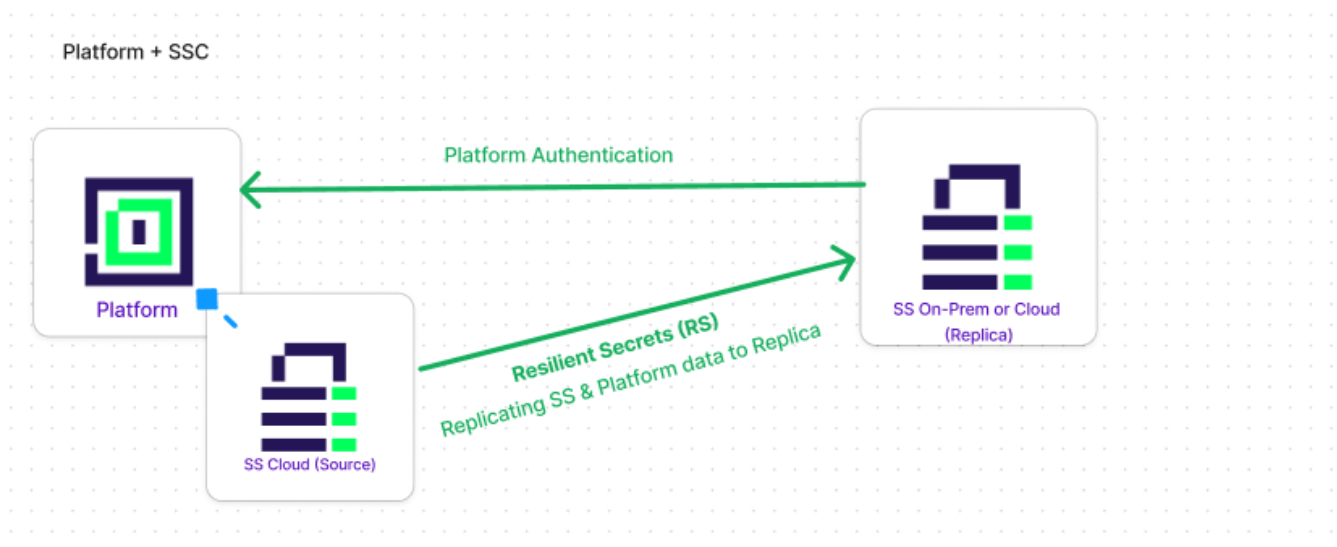 Platform + SSC
Platform Authentication
Platform
SS On-Prem or Cloud
(Replica)
Resilient Secrets (RS)
Replicating SS & Platform data to Replica
SS Cloud (Source)